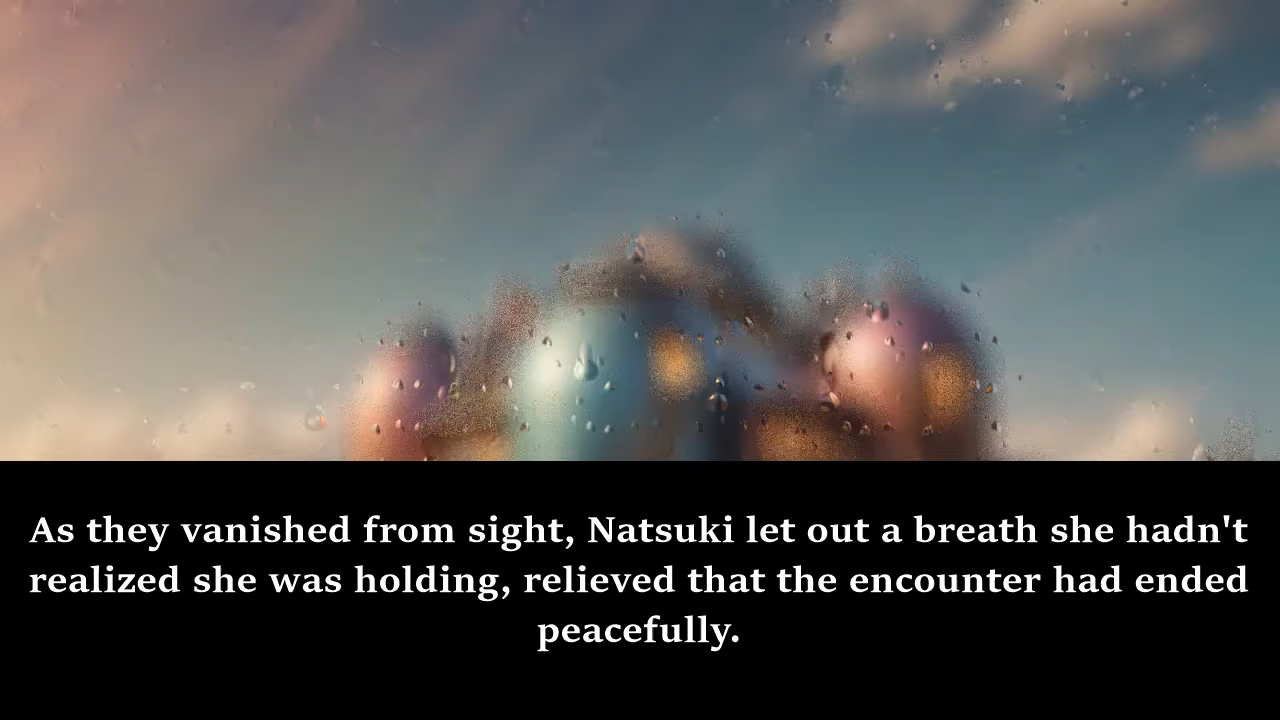 As they vanished from sight, Natsuki let out a breath she hadn't
realized she was holding, relieved that the encounter had ended
peacefully.